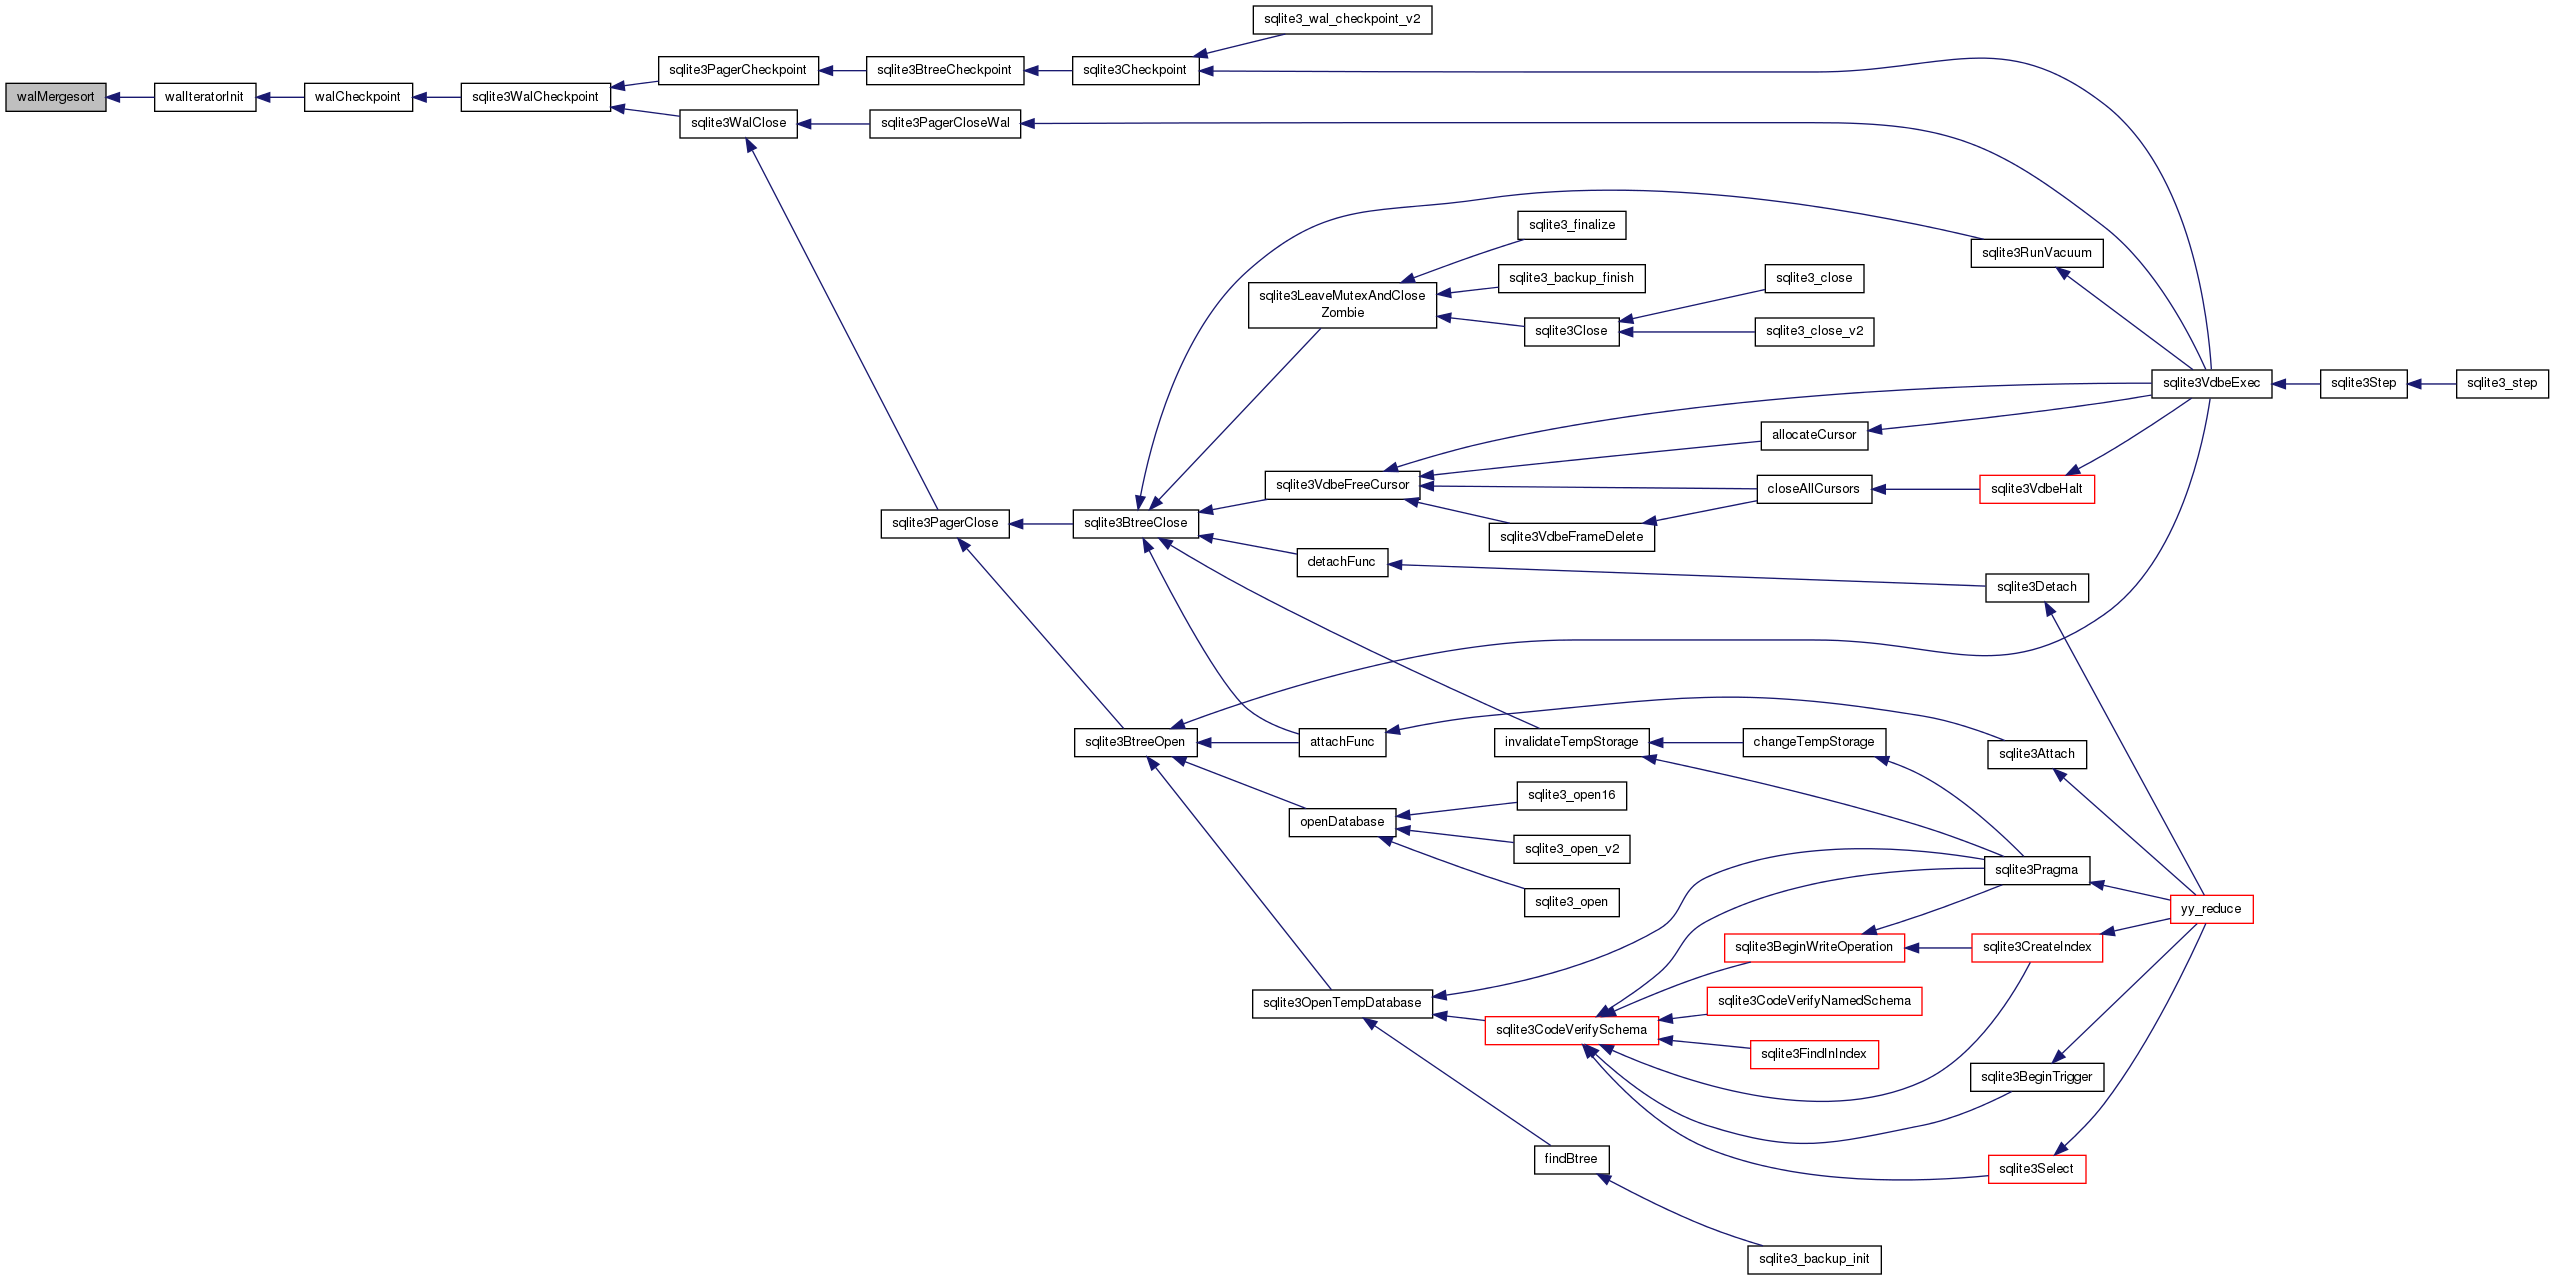 sqlite3_wal_checkpoint_v2
sqlite3PagerCheckpoint
sqlite3BtreeCheckpoint
sqlite3Checkpoint
walMergesort
walIteratorInit
walCheckpoint
sqlite3WalCheckpoint
sqlite3WalClose
sqlite3PagerCloseWal
sqlite3_finalize
sqlite3RunVacuum
sqlite3_backup_finish
sqlite3_close
sqlite3LeaveMutexAndClose
Zombie
sqlite3Close
sqlite3_close_v2
sqlite3VdbeExec
sqlite3Step
sqlite3_step
allocateCursor
sqlite3VdbeFreeCursor
closeAllCursors
sqlite3VdbeHalt
sqlite3PagerClose
sqlite3BtreeClose
sqlite3VdbeFrameDelete
detachFunc
sqlite3Detach
sqlite3BtreeOpen
attachFunc
invalidateTempStorage
changeTempStorage
sqlite3Attach
sqlite3_open16
openDatabase
sqlite3_open_v2
sqlite3Pragma
sqlite3_open
yy_reduce
sqlite3BeginWriteOperation
sqlite3CreateIndex
sqlite3OpenTempDatabase
sqlite3CodeVerifyNamedSchema
sqlite3CodeVerifySchema
sqlite3FindInIndex
sqlite3BeginTrigger
findBtree
sqlite3Select
sqlite3_backup_init